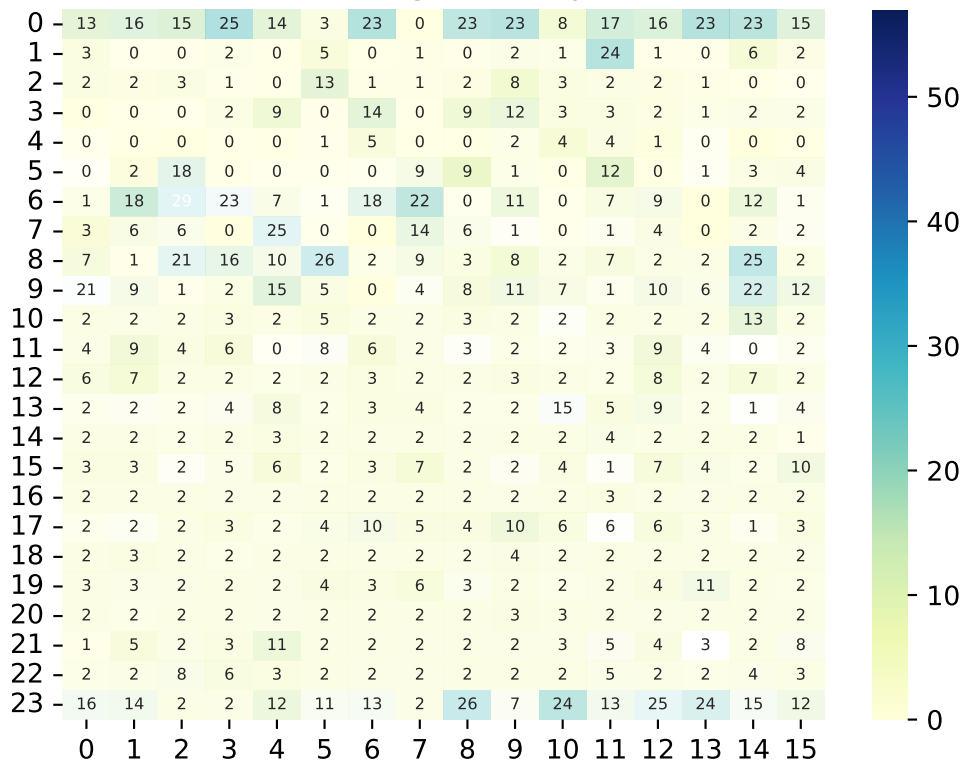 0 13 16 15 25 14 3 23 0 23 23 8 17 16 23 23 15
1 3 0 0 2 0 5 0 1 0 2 1 24 1 0 6 2
2 2 2 3 1 0 13 1 1 2 8 3 2 2 1 0 0
3 0 0 0 2 9 0 14 0 9 12 3 3 2 1 2 2
4 0 0 0 0 0 1 5 0 0 2 4 4 1 0 0 0
5 0 2 18 0 0 0 0 9 9 1 0 12 0 1 3 4
6 1 18 29 23 7 1 18 22 0 11 0 7 9 0 12 1
7 3 6 6 0 25 0 0 14 6 1 0 1 4 0 2 2
8 7 1 21 16 10 26 2 9 3 8 2 7 2 2 25 2
9 21 9 1 2 15 5 0 4 8 11 7 1 10 6 22 12
10 2 2 2 3 2 5 2 2 3 2 2 2 2 2 13 2
11 4 9 4 6 0 8 6 2 3 2 2 3 9 4 0 2
12 6 7 2 2 2 2 3 2 2 3 2 2 8 2 7 2
13 2 2 2 4 8 2 3 4 2 2 15 5 9 2 1 4
14 2 2 2 2 3 2 2 2 2 2 2 4 2 2 2 1
15 3 3 2 5 6 2 3 7 2 2 4 1 7 4 2 10
16 2 2 2 2 2 2 2 2 2 2 2 3 2 2 2 2
17 2 2 2 3 2 4 10 5 4 10 6 6 6 3 1 3
18 2 3 2 2 2 2 2 2 2 4 2 2 2 2 2 2
19 3 3 2 2 2 4 3 6 3 2 2 2 4 11 2 2
20 2 2 2 2 2 2 2 2 2 3 3 2 2 2 2 2
21 1 5 2 3 11 2 2 2 2 2 3 5 4 3 2 8
22 2 2 8 6 3 2 2 2 2 2 2 5 2 2 4 3
23 16 14 2 2 12 11 13 2 26 7 24 13 25 24 15 12
0 1 2 3 4 5 6 7 8 9 10 11 12 13 14 15
50
40
30
20
10
0